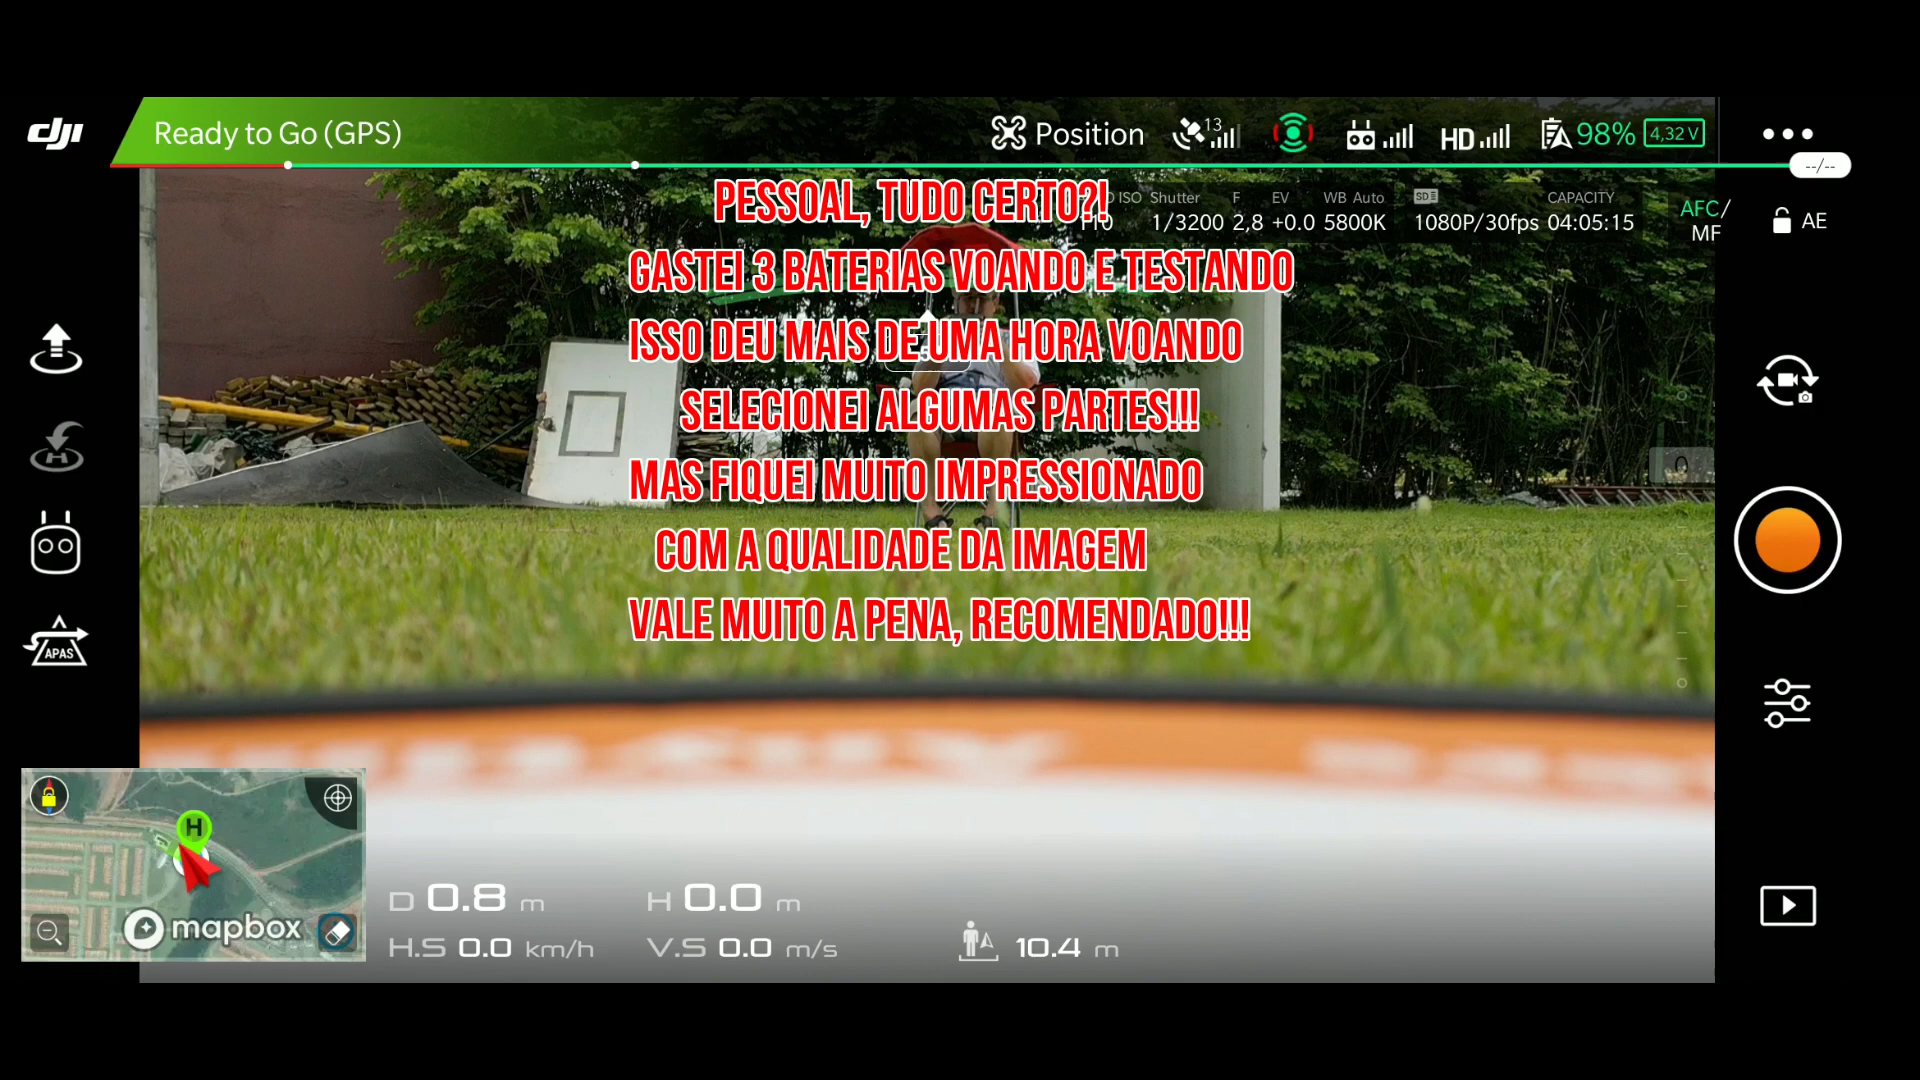 dji
Ready to Go (GPS)
Position
13
HD
98%
4,32 V
--/--
PESSOAL, TUDO CERTO?!
ISO Shutter F EV WB Auto SD CAPACITY
1/3200 2,8 +0.0 5800K 1080P/30fps 04:05:15
AFC/
MF
AE
GASTEI 3 BATERIAS VOANDO E TESTANDO
ISSO DEU MAIS DE UMA HORA VOANDO
SELECIONEI ALGUMAS PARTES!!!
MAS FIQUEI MUITO IMPRESSIONADO
COM A QUALIDADE DA IMAGEM
VALE MUITO A PENA, RECOMENDADO!!!
0
H
APAS
H
mapbox
D 0.8 m H 0.0 m
H.S 0.0 km/h V.S 0.0 m/s 10.4 m